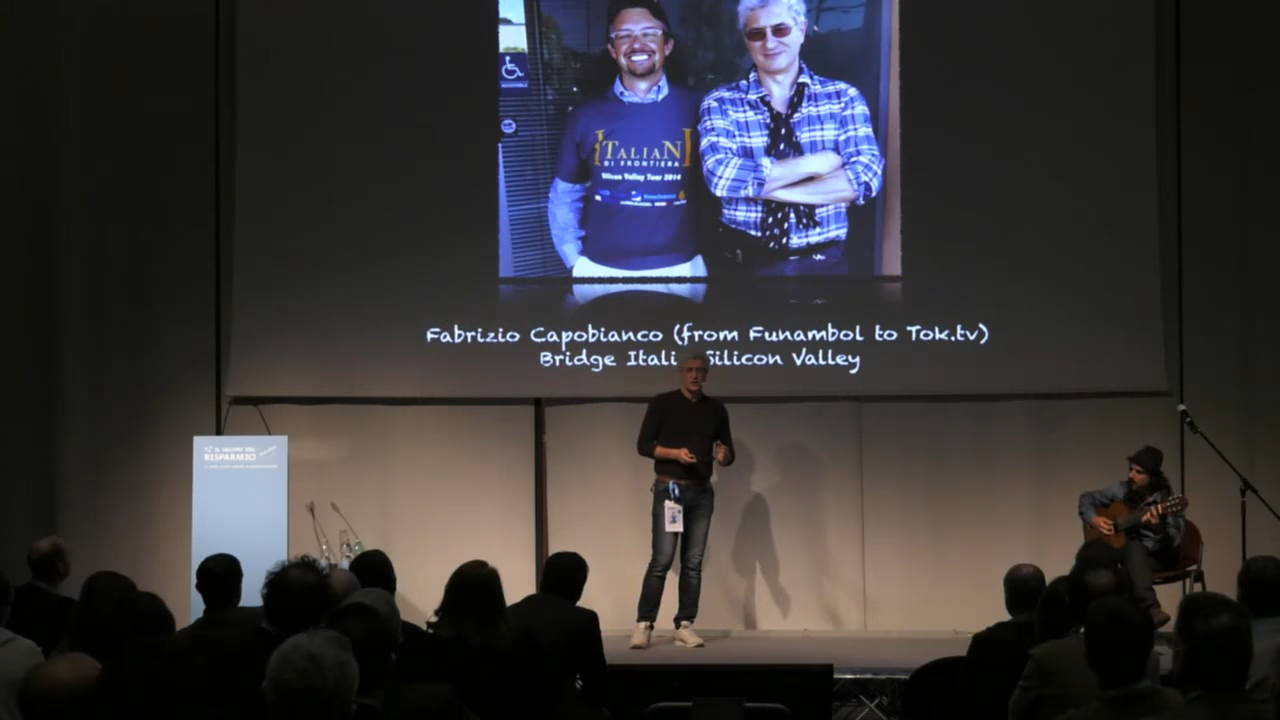 ITALIAN
DI FRONTIERA
Silicon Valley Tour 2014
Fabrizio Capobianco (from Funambol to Tok.tv)
Bridge Itali Silicon Valley
IL SALONE DEL
RISPARMIO